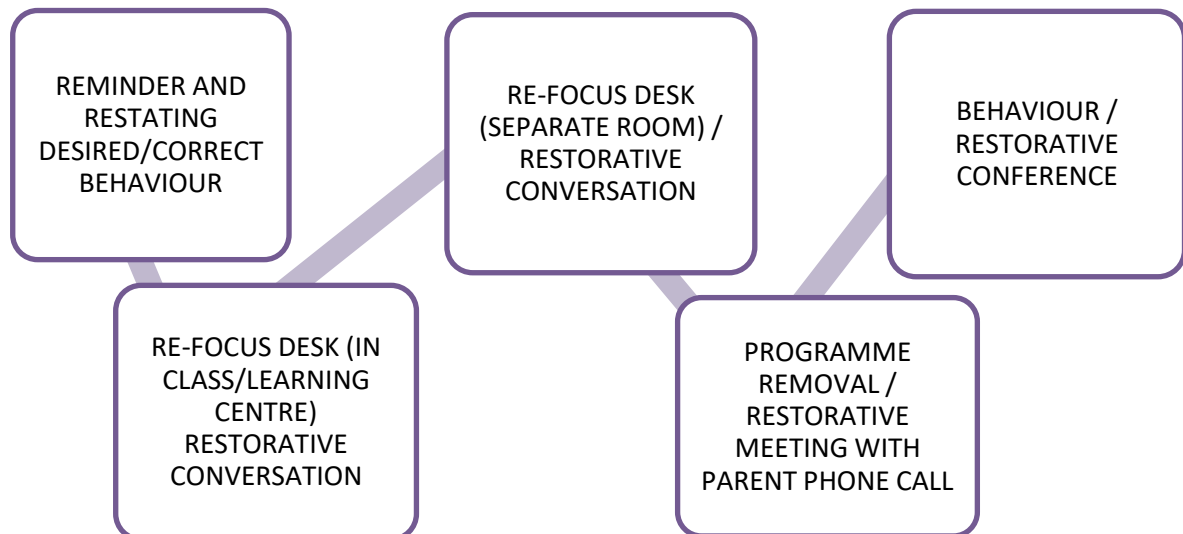 REMINDER AND
RESTATING
DESIRED/CORRECT
BEHAVIOUR
RE-FOCUS DESK (IN
CLASS/LEARNING
CENTRE)
RESTORATIVE
CONVERSATION
RE-FOCUS DESK
(SEPARATE ROOM) /
RESTORATIVE
CONVERSATION
PROGRAMME
REMOVAL /
RESTORATIVE
MEETING WITH
PARENT PHONE CALL
BEHAVIOUR /
RESTORATIVE
CONFERENCE